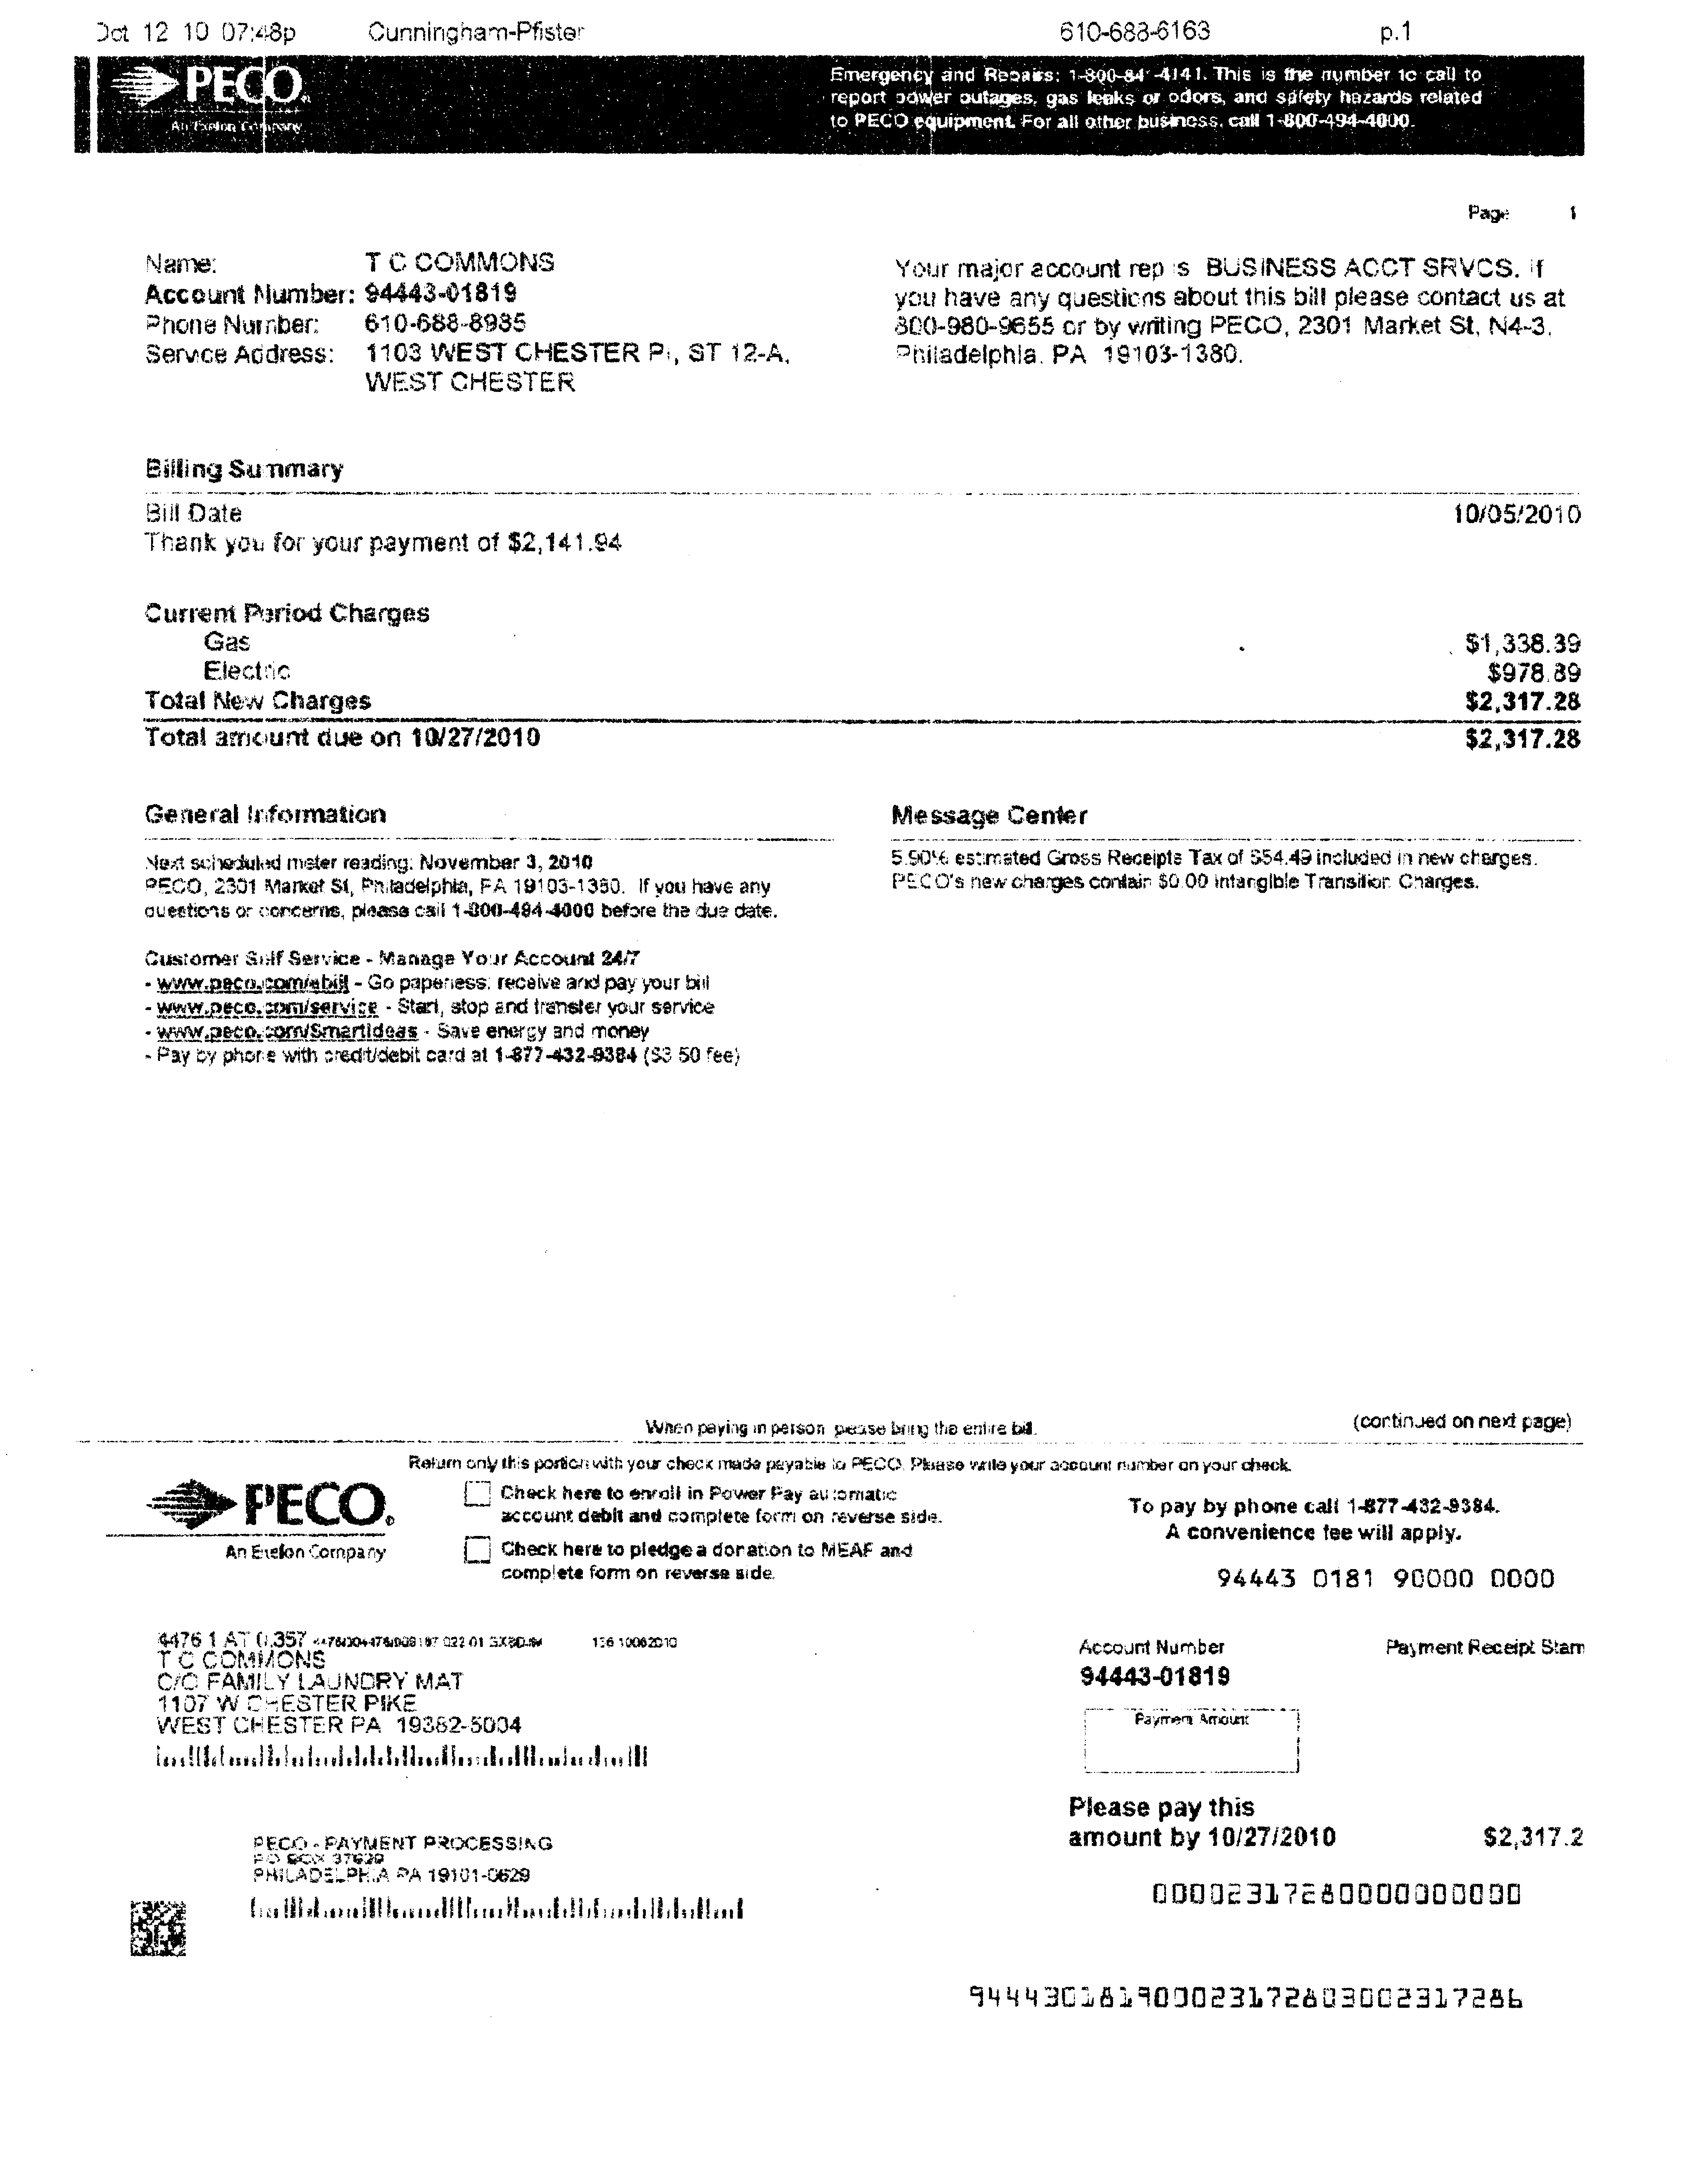 Oct 12 10 07:48p Cunningham-Pfister 610-688-6163 p.1
PECO
An Exelon Company
Emergency and Repairs: 1-800-841-4141. This is the number to call to
report power outages, gas leaks or odors, and safety hazards related
to PECO equipment. For all other business, call 1-800-494-4000.
Page 1
Name: T C COMMONS
Account Number: 94443-01819
Phone Number: 610-688-8985
Service Address: 1103 WEST CHESTER PI, ST 12-A,
WEST CHESTER
Your major account rep is BUSINESS ACCT SRVCS. If
you have any questions about this bill please contact us at
800-980-9655 or by writing PECO, 2301 Market St, N4-3,
Philadelphia, PA 19103-1380.
Billing Summary
Bill Date 10/05/2010
Thank you for your payment of $2,141.94
Current Period Charges
Gas $1,338.39
Electric $978.89
Total New Charges $2,317.28
Total amount due on 10/27/2010 $2,317.28
General Information
Next scheduled meter reading: November 3, 2010
PECO, 2301 Market St, Philadelphia, PA 19103-1380. If you have any
questions or concerns, please call 1-800-494-4000 before the due date.
Customer Self Service - Manage Your Account 24/7
- www.peco.com/ebill - Go paperless: receive and pay your bill
- www.peco.com/service - Start, stop and transfer your service
- www.peco.com/SmartIdeas - Save energy and money
- Pay by phone with credit/debit card at 1-877-432-9384 ($3.50 fee)
Message Center
5.90% estimated Gross Receipts Tax of $54.49 included in new charges.
PECO's new charges contain $0.00 Intangible Transition Charges.
When paying in person please bring the entire bill.
(continued on next page)
Return only this portion with your check made payable to PECO. Please write your account number on your check.
PECO
An Exelon Company
Check here to enroll in Power Pay automatic
account debit and complete form on reverse side.
Check here to pledge a donation to MEAF and
complete form on reverse side.
To pay by phone call 1-877-432-9384.
A convenience fee will apply.
94443 0181 90000 0000
4476 1 AT 0.357 136 10062010
T C COMMONS
C/O FAMILY LAUNDRY MAT
1107 W CHESTER PIKE
WEST CHESTER PA 19382-5004
Account Number
94443-01819
Payment Receipt Stam
Payment Amount
Please pay this
amount by 10/27/2010 $2,317.2
PECO - PAYMENT PROCESSING
PO BOX 37629
PHILADELPHIA PA 19101-0629
00002317280000000000
944430181900023172803002317286